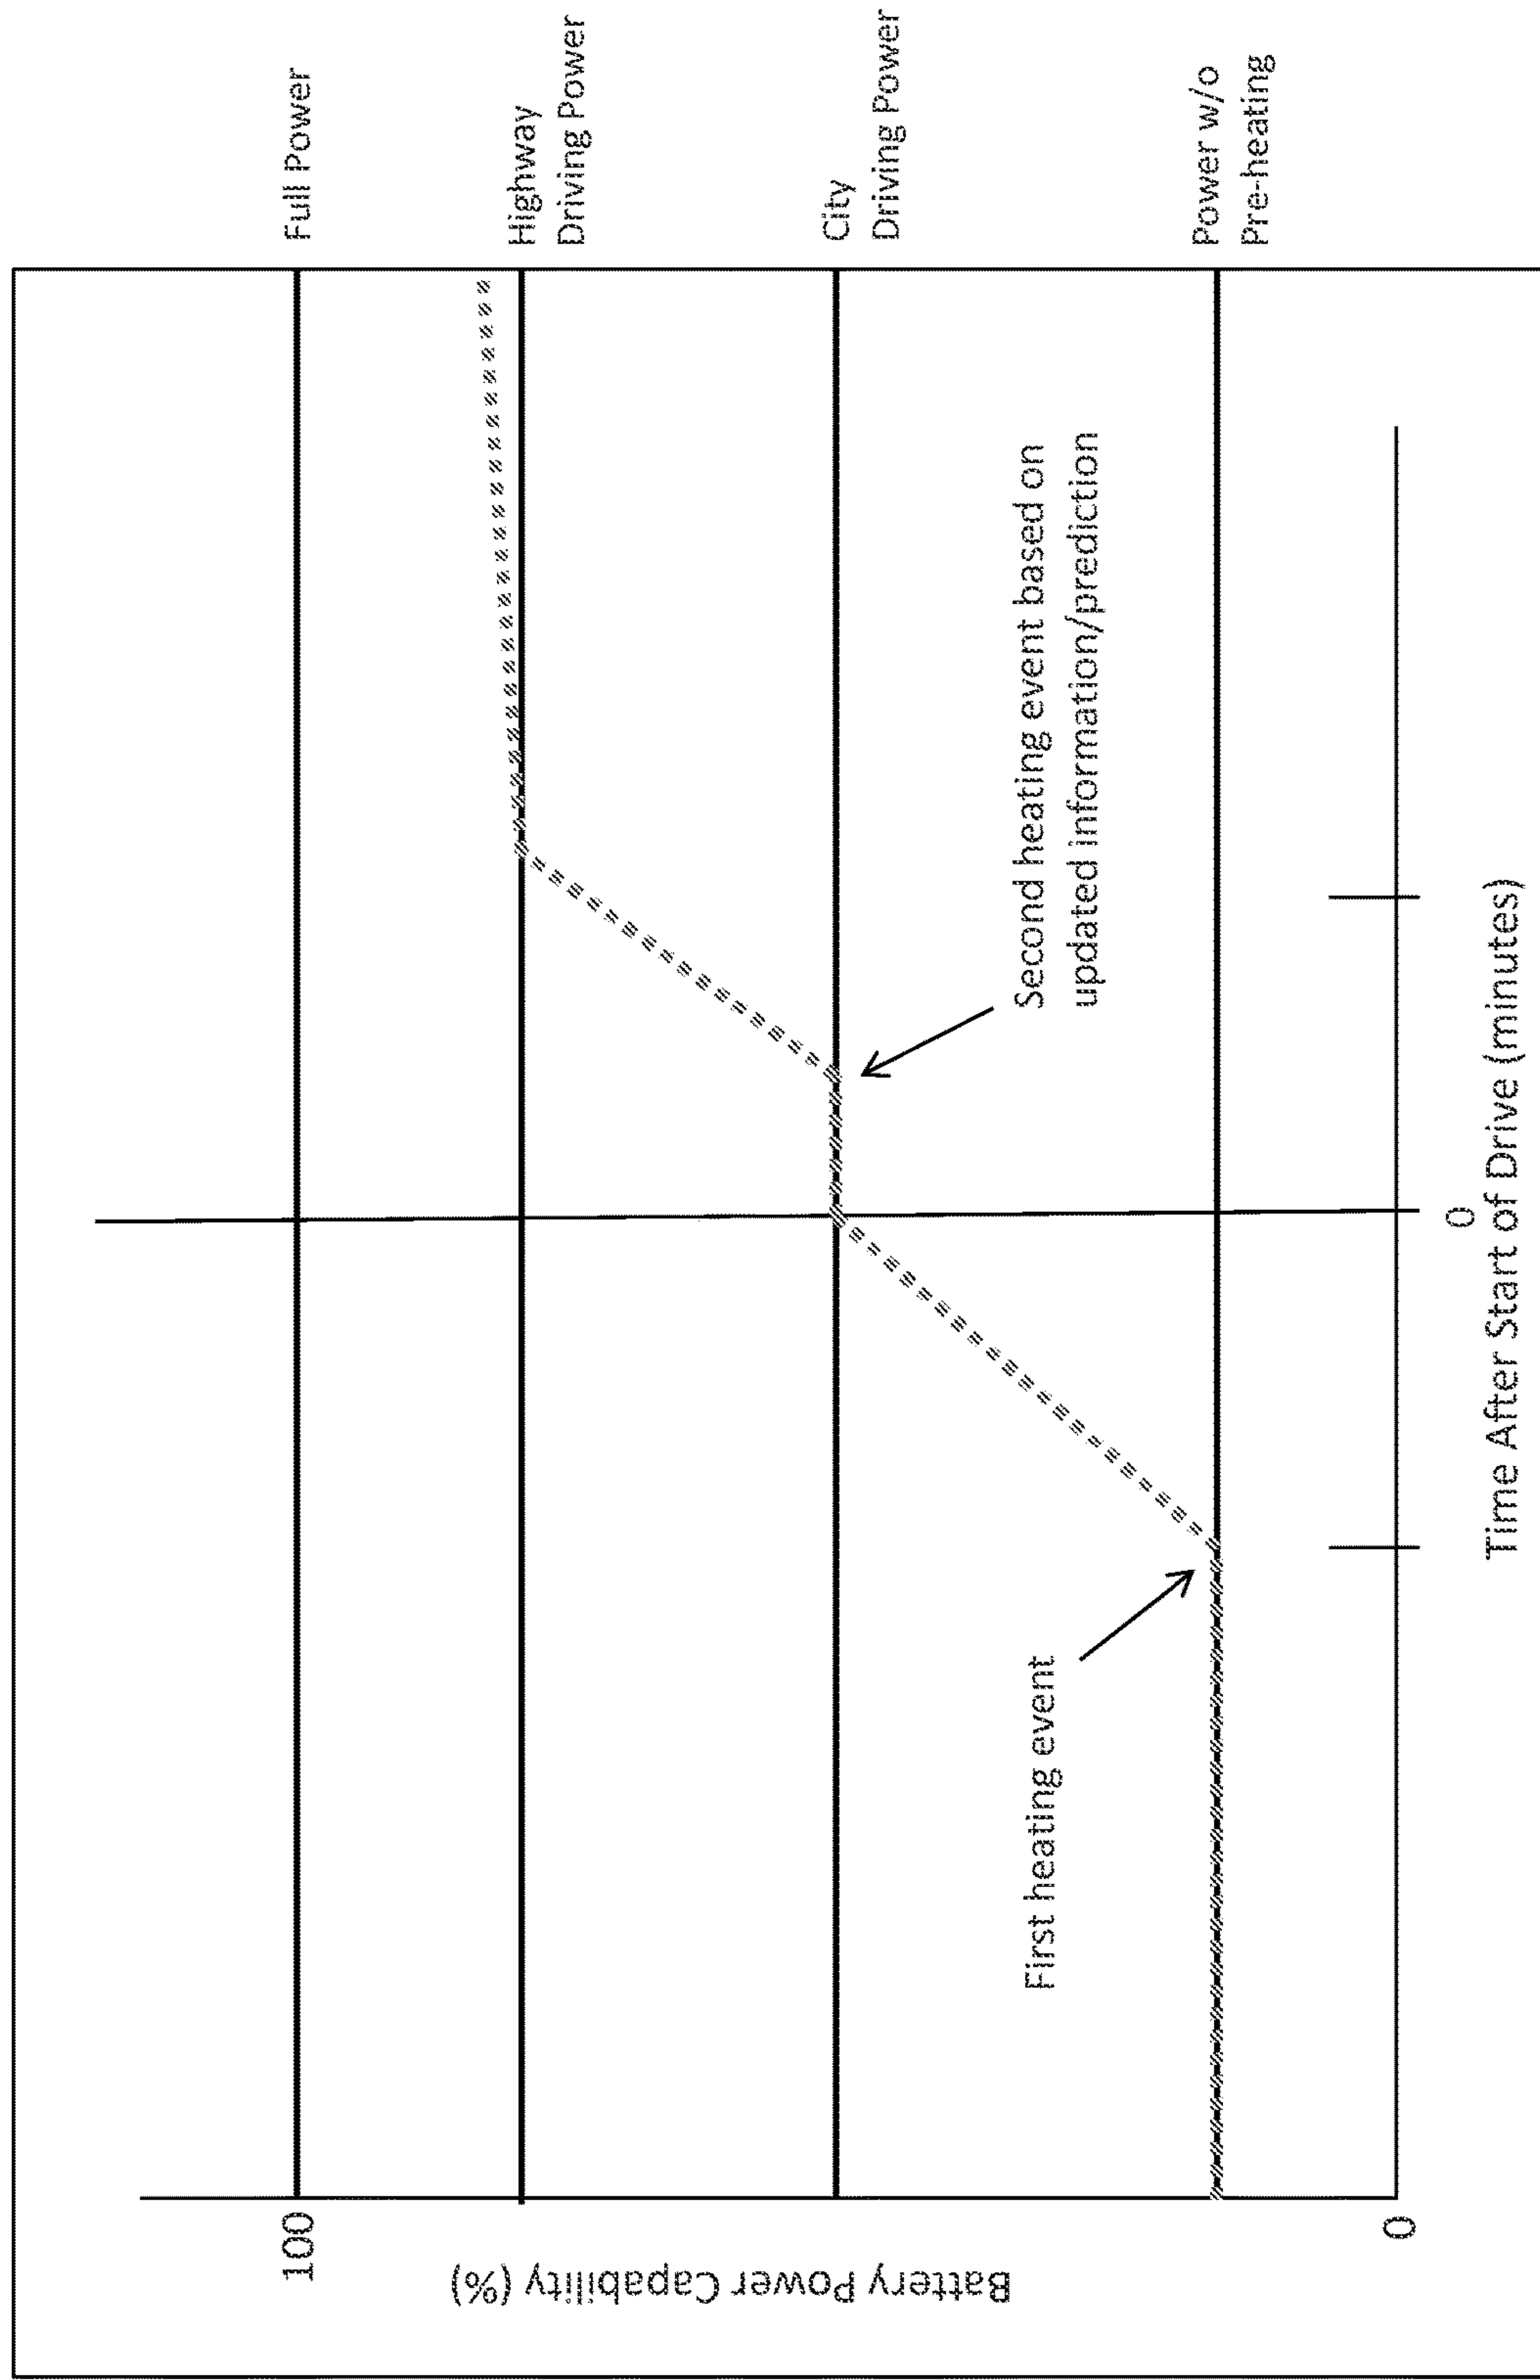 Full Power
Highway
Driving Power
City
Driving Power
Power w/o
Pre-heating
Second heating event based on
updated information/prediction
First heating event
100
Battery Power Capability (%)
0
0
Time After Start of Drive (minutes)